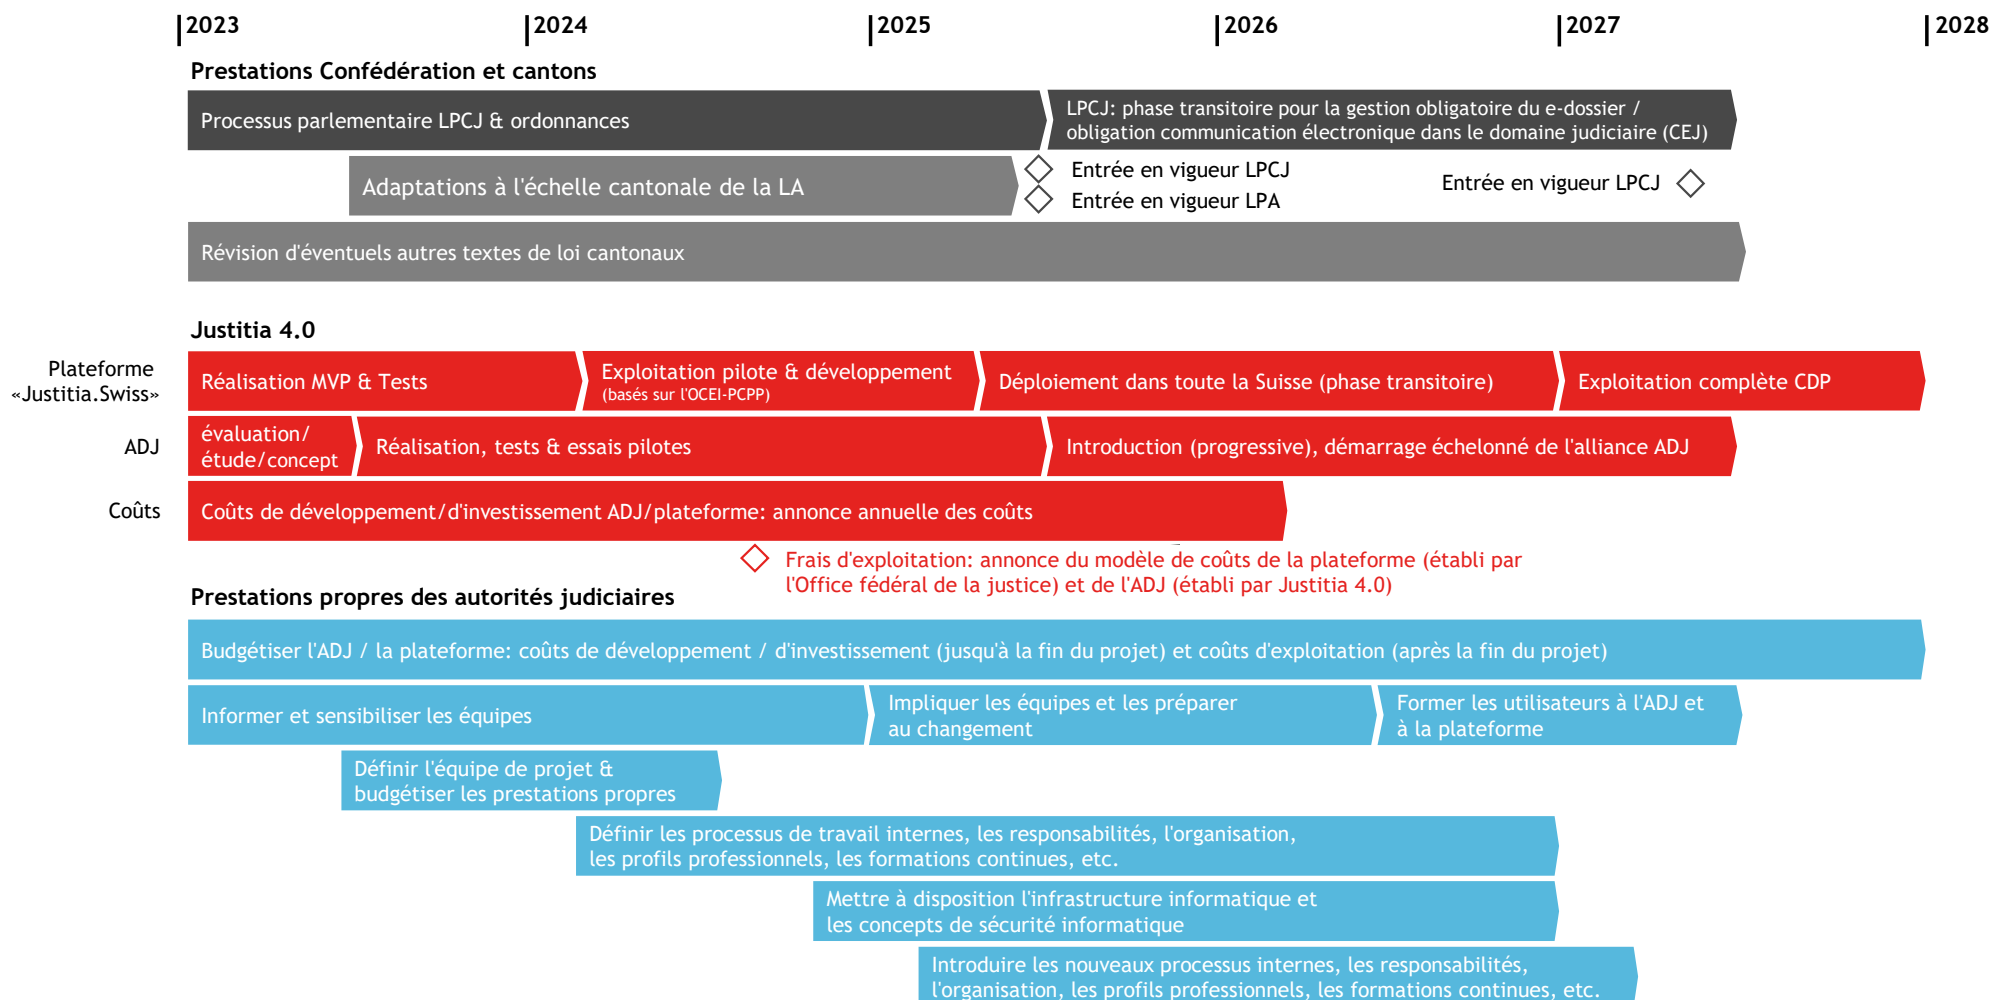 2023 2024 2025 2026 2027 2028
Prestations Confédération et cantons
Processus parlementaire LPCJ & ordonnances
LPCJ: phase transitoire pour la gestion obligatoire du e-dossier /
obligation communication électronique dans le domaine judiciaire (CEJ)
Adaptations à l'échelle cantonale de la LA
Entrée en vigueur LPCJ
Entrée en vigueur LPA
Entrée en vigueur LPCJ
Révision d'éventuels autres textes de loi cantonaux
Justitia 4.0
Plateforme
«Justitia.Swiss»
Réalisation MVP & Tests
Exploitation pilote & développement
(basés sur l'OCEI-PCPP)
Déploiement dans toute la Suisse (phase transitoire)
Exploitation complète CDP
ADJ
évaluation/
étude/concept
Réalisation, tests & essais pilotes
Introduction (progressive), démarrage échelonné de l'alliance ADJ
Coûts
Coûts de développement/d'investissement ADJ/plateforme: annonce annuelle des coûts
Frais d'exploitation: annonce du modèle de coûts de la plateforme (établi par
l'Office fédéral de la justice) et de l'ADJ (établi par Justitia 4.0)
Prestations propres des autorités judiciaires
Budgétiser l'ADJ / la plateforme: coûts de développement / d'investissement (jusqu'à la fin du projet) et coûts d'exploitation (après la fin du projet)
Informer et sensibiliser les équipes
Impliquer les équipes et les préparer
au changement
Former les utilisateurs à l'ADJ et
à la plateforme
Définir l'équipe de projet &
budgétiser les prestations propres
Définir les processus de travail internes, les responsabilités, l'organisation,
les profils professionnels, les formations continues, etc.
Mettre à disposition l'infrastructure informatique et
les concepts de sécurité informatique
Introduire les nouveaux processus internes, les responsabilités,
l'organisation, les profils professionnels, les formations continues, etc.